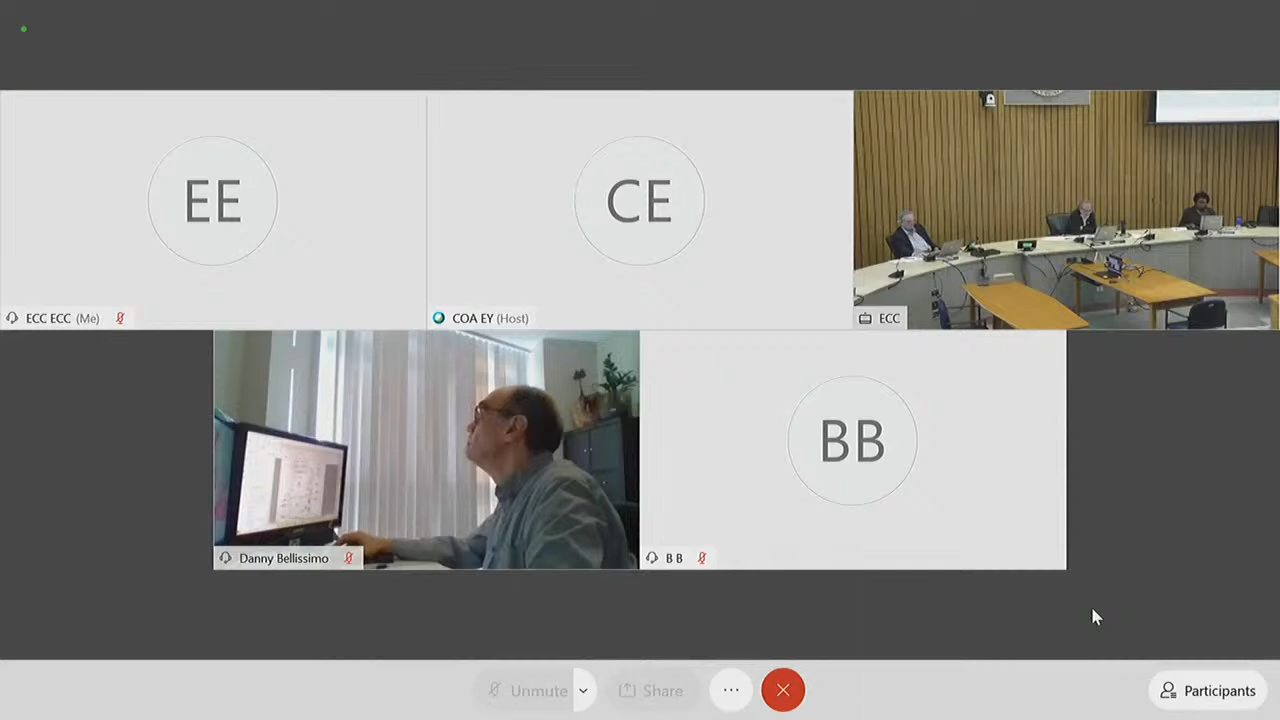 EE
CE
ECC ECC (Me)
COA EY (Host)
ECC
BB
Danny Bellissimo
B B
Unmute
Share
Participants